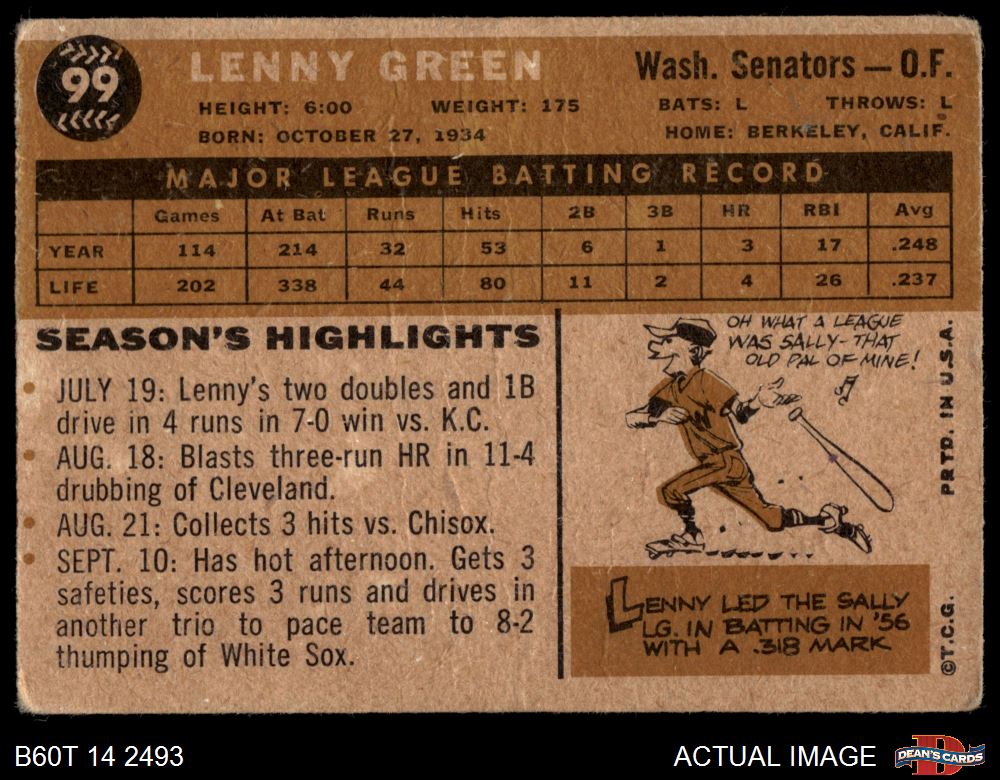 99
LENNY GREEN
Wash. Senators — O.F.
HEIGHT: 6:00 WEIGHT: 175 BATS: L THROWS: L
BORN: OCTOBER 27, 1934 HOME: BERKELEY, CALIF.
MAJOR LEAGUE BATTING RECORD
Games At Bat Runs Hits 2B 3B HR RBI Avg
YEAR 114 214 32 53 6 1 3 17 .248
LIFE 202 338 44 80 11 2 4 26 .237
SEASON'S HIGHLIGHTS
• JULY 19: Lenny's two doubles and 1B
drive in 4 runs in 7-0 win vs. K.C.
• AUG. 18: Blasts three-run HR in 11-4
drubbing of Cleveland.
• AUG. 21: Collects 3 hits vs. Chisox.
• SEPT. 10: Has hot afternoon. Gets 3
safeties, scores 3 runs and drives in
another trio to pace team to 8-2
thumping of White Sox.
OH WHAT A LEAGUE
WAS SALLY-THAT
OLD PAL OF MINE!
W
LENNY LED THE SALLY
LG. IN BATTING IN '56
WITH A .318 MARK
©T.C.G. PRTD. IN U.S.A.
B60T 14 2493
ACTUAL IMAGE
D
DEAN'S CARDS